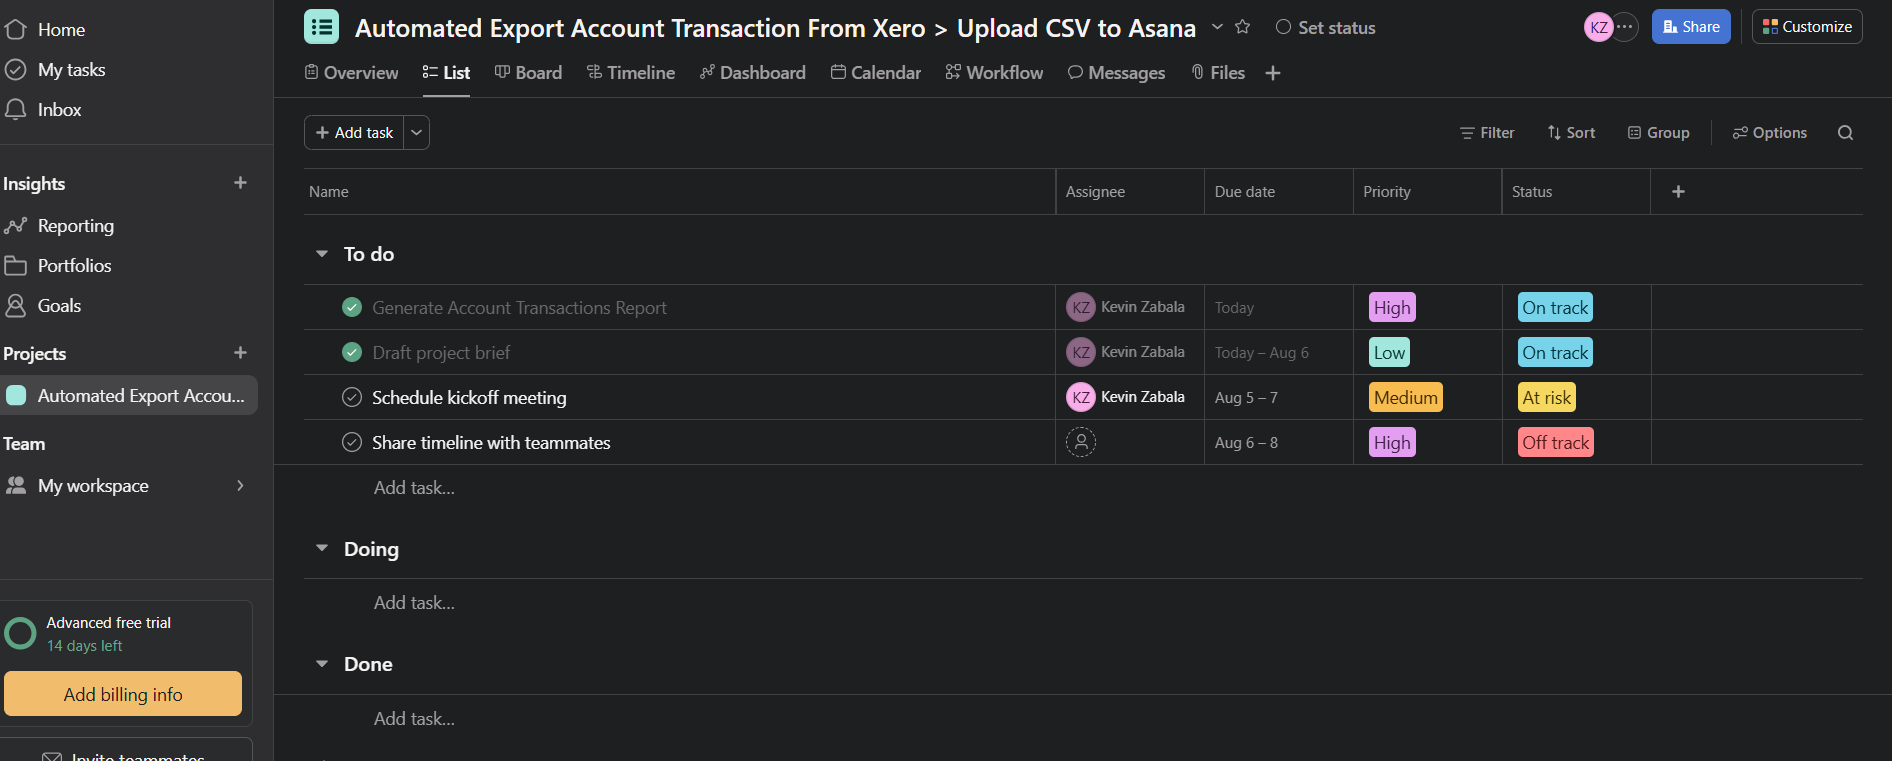 Home
My tasks
Inbox
Insights
Reporting
Portfolios
Goals
Projects
Automated Export Accou...
Team
My workspace
Advanced free trial
14 days left
Add billing info
Invite teammates
Automated Export Account Transaction From Xero > Upload CSV to Asana
Set status
KZ
Share
Customize
Overview List Board Timeline Dashboard Calendar Workflow Messages Files
Add task
Filter Sort Group Options
Name Assignee Due date Priority Status
To do
Generate Account Transactions Report KZ Kevin Zabala Today High On track
Draft project brief KZ Kevin Zabala Today – Aug 6 Low On track
Schedule kickoff meeting KZ Kevin Zabala Aug 5 – 7 Medium At risk
Share timeline with teammates Aug 6 – 8 High Off track
Add task...
Doing
Add task...
Done
Add task...